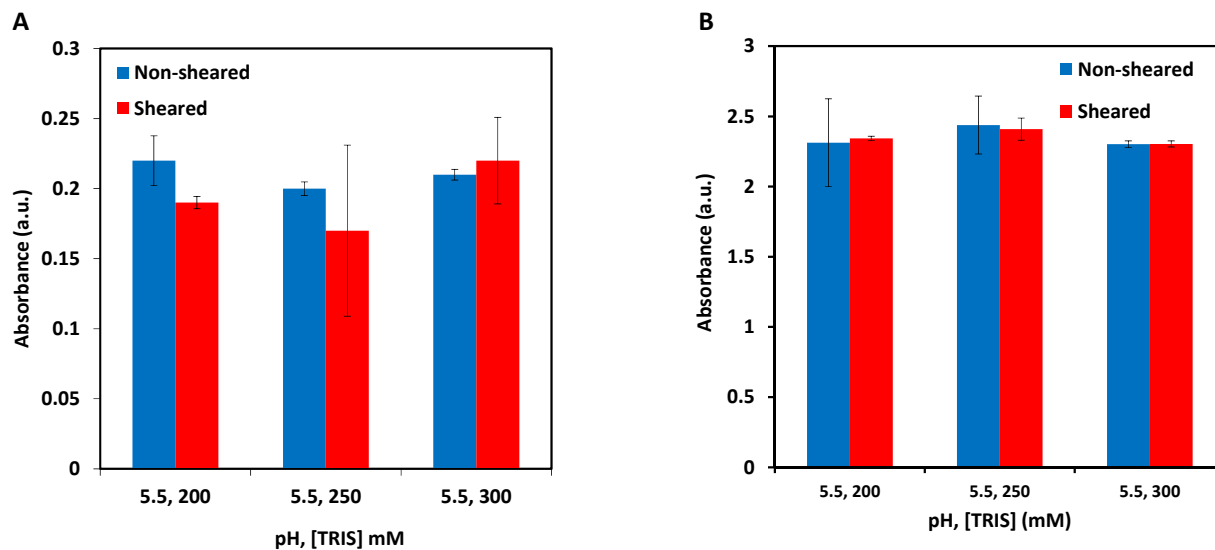 A
0.3
0.25
0.2
0.15
0.1
0.05
0
Absorbance (a.u.)
Non-sheared
Sheared
5.5, 200
5.5, 250
5.5, 300
pH, [TRIS] mM
B
3
2.5
2
1.5
1
0.5
0
Absorbance (a.u.)
Non-sheared
Sheared
5.5, 200
5.5, 250
5.5, 300
pH, [TRIS] (mM)